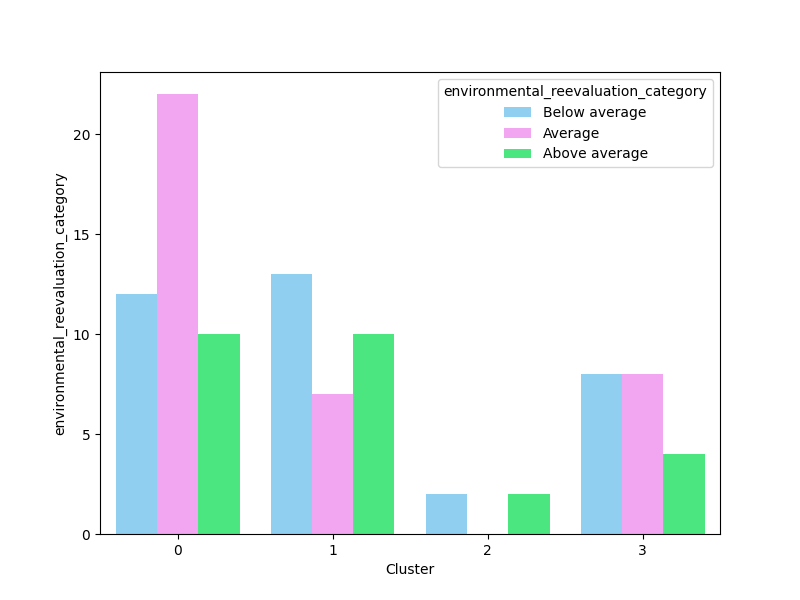 environmental_reevaluation_category
Below average
Average
Above average
environmental_reevaluation_category
20
15
10
5
0
0 1 2 3
Cluster